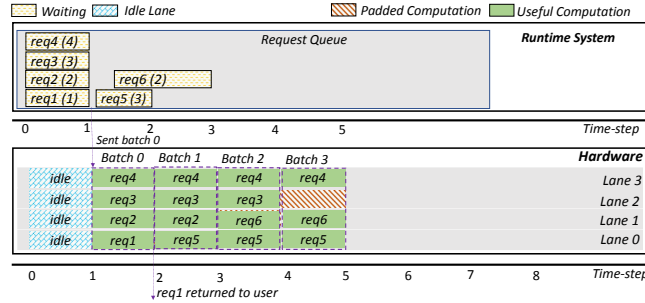 Waiting Idle Lane Padded Computation Useful Computation
Request Queue Runtime System
req4 (4)
req3 (3)
req2 (2) req6 (2)
req1 (1) req5 (3)
0 1 2 3 4 5 Time-step
Sent batch 0
Hardware
Batch 0 Batch 1 Batch 2 Batch 3
idle req4 req4 req4 req4 Lane 3
idle req3 req3 req3 Lane 2
idle req2 req2 req6 req6 Lane 1
idle req1 req5 req5 req5 Lane 0
0 1 2 3 4 5 6 7 8 Time-step
req1 returned to user